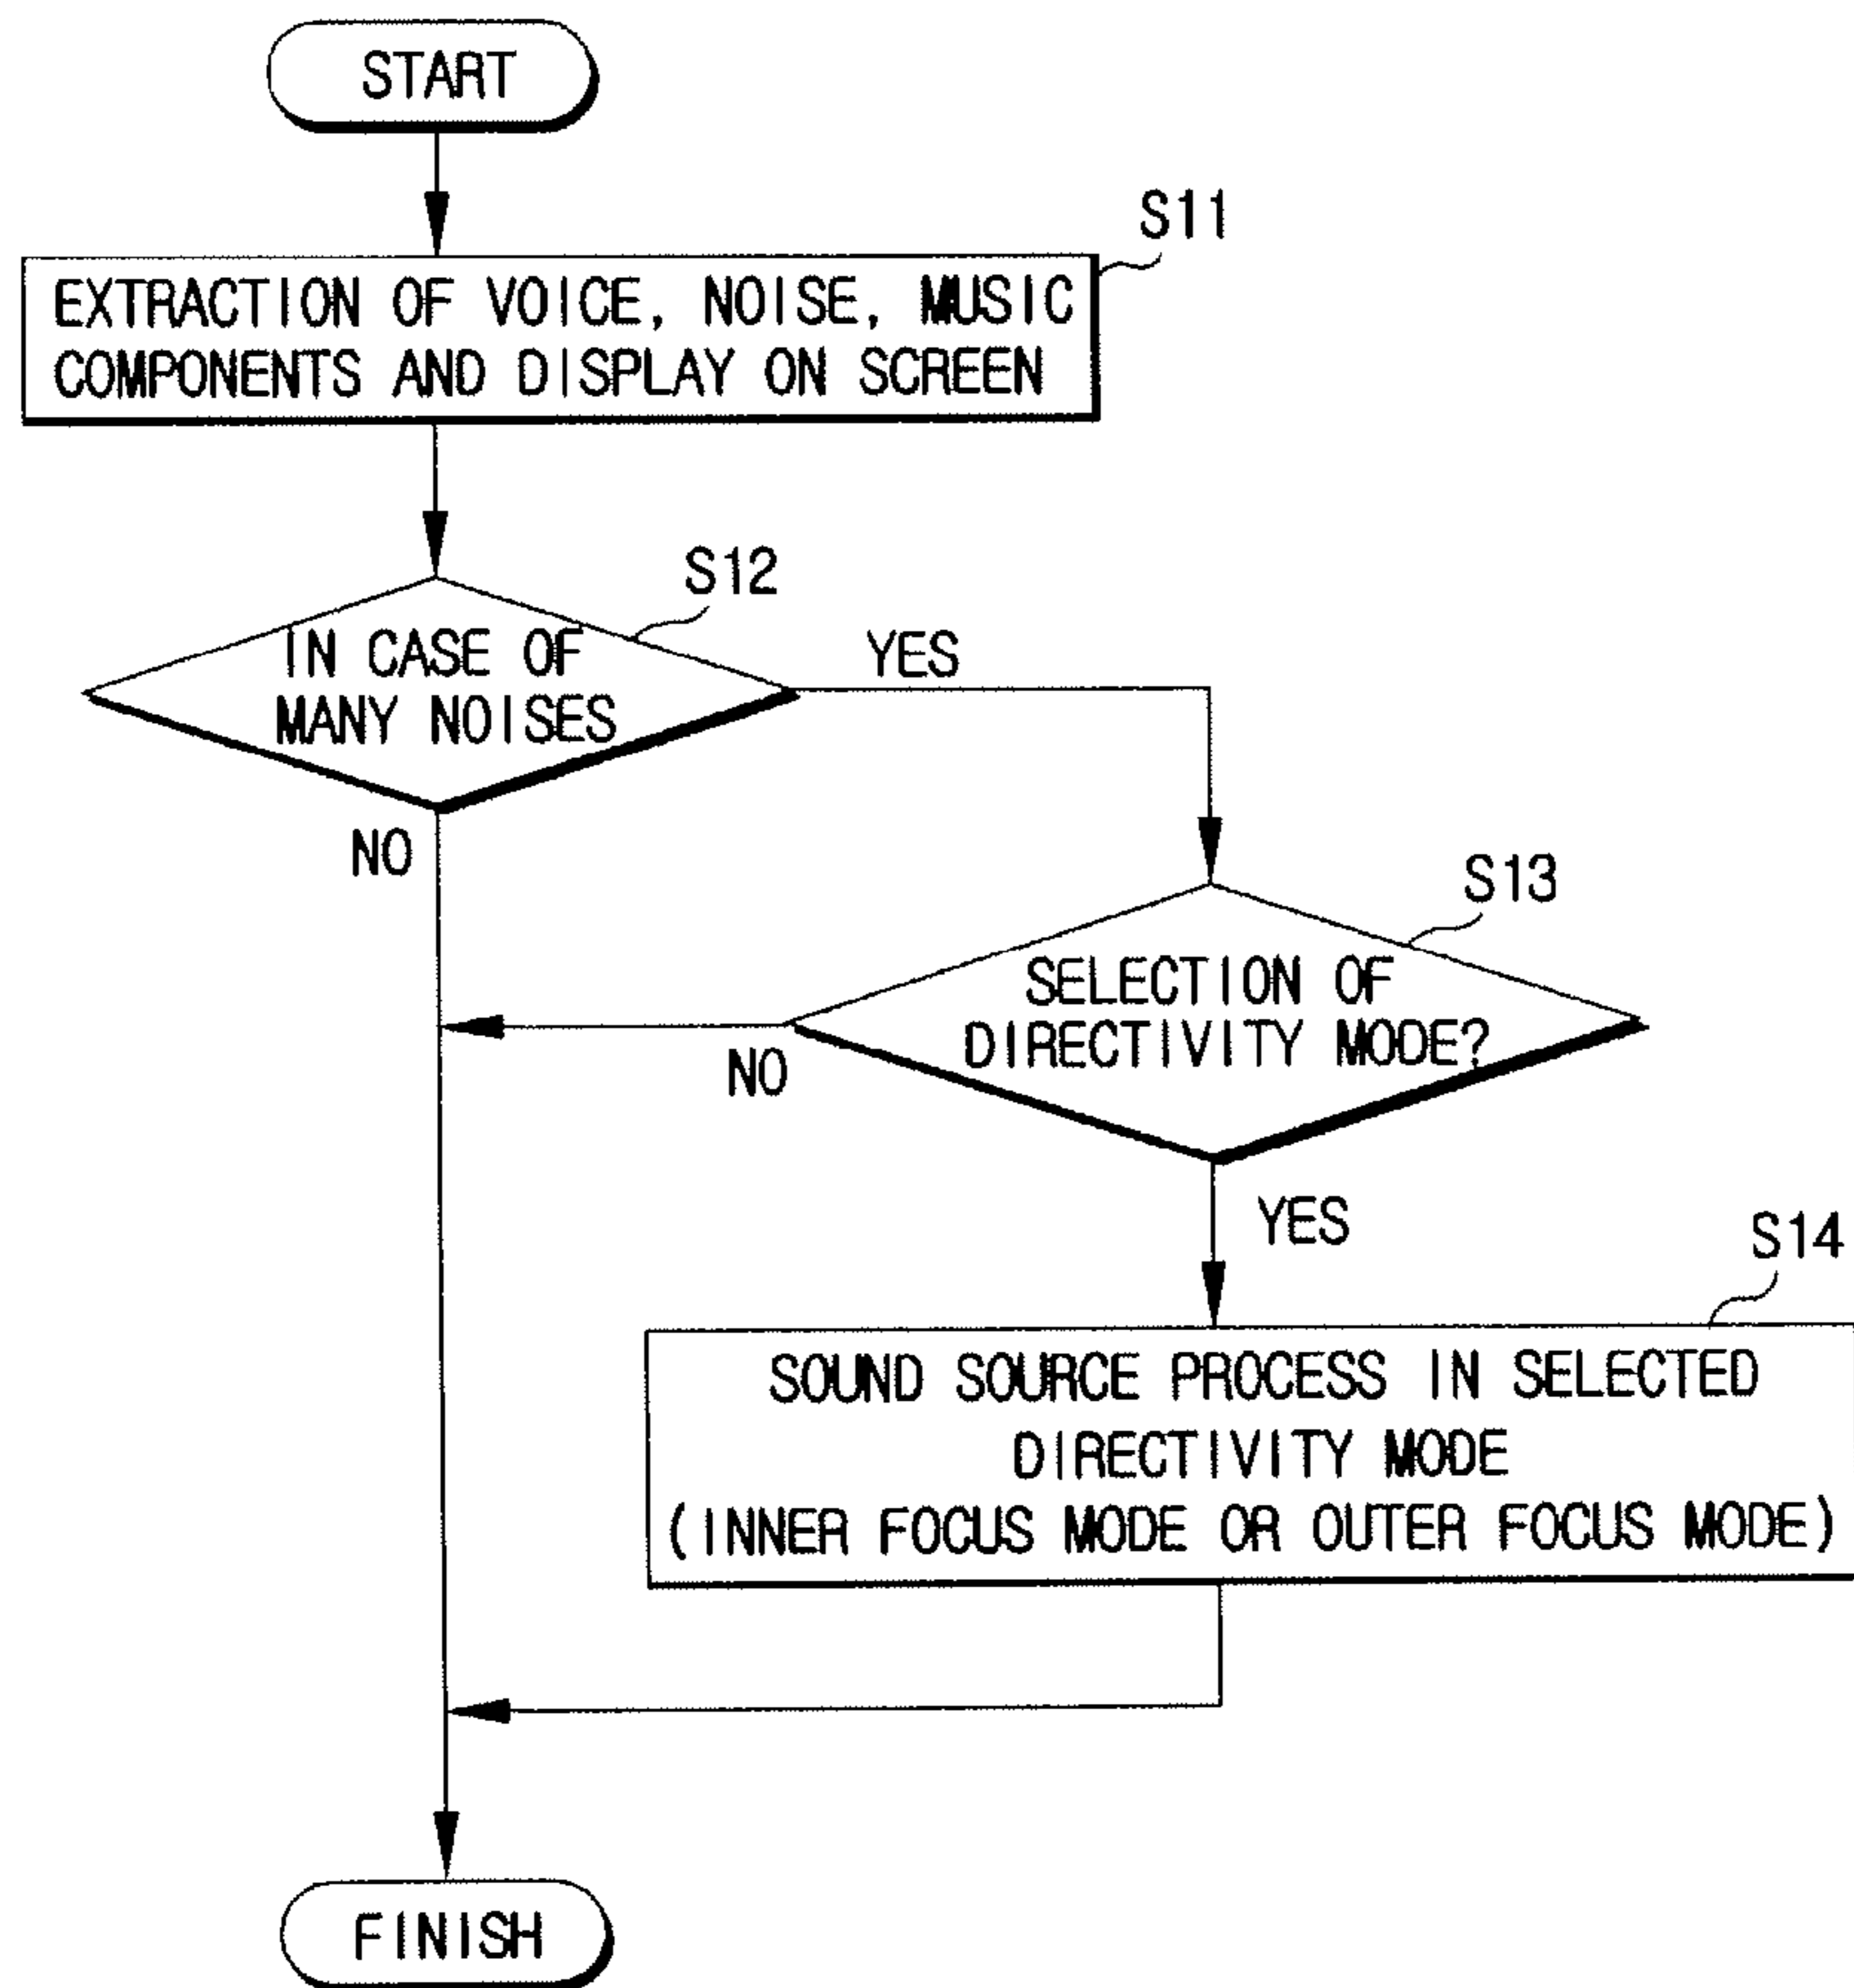 START
S11
EXTRACTION OF VOICE, NOISE, MUSIC
COMPONENTS AND DISPLAY ON SCREEN
S12
IN CASE OF
MANY NOISES
YES
NO
S13
SELECTION OF
DIRECTIVITY MODE?
NO
YES
S14
SOUND SOURCE PROCESS IN SELECTED
DIRECTIVITY MODE
(INNER FOCUS MODE OR OUTER FOCUS MODE)
FINISH